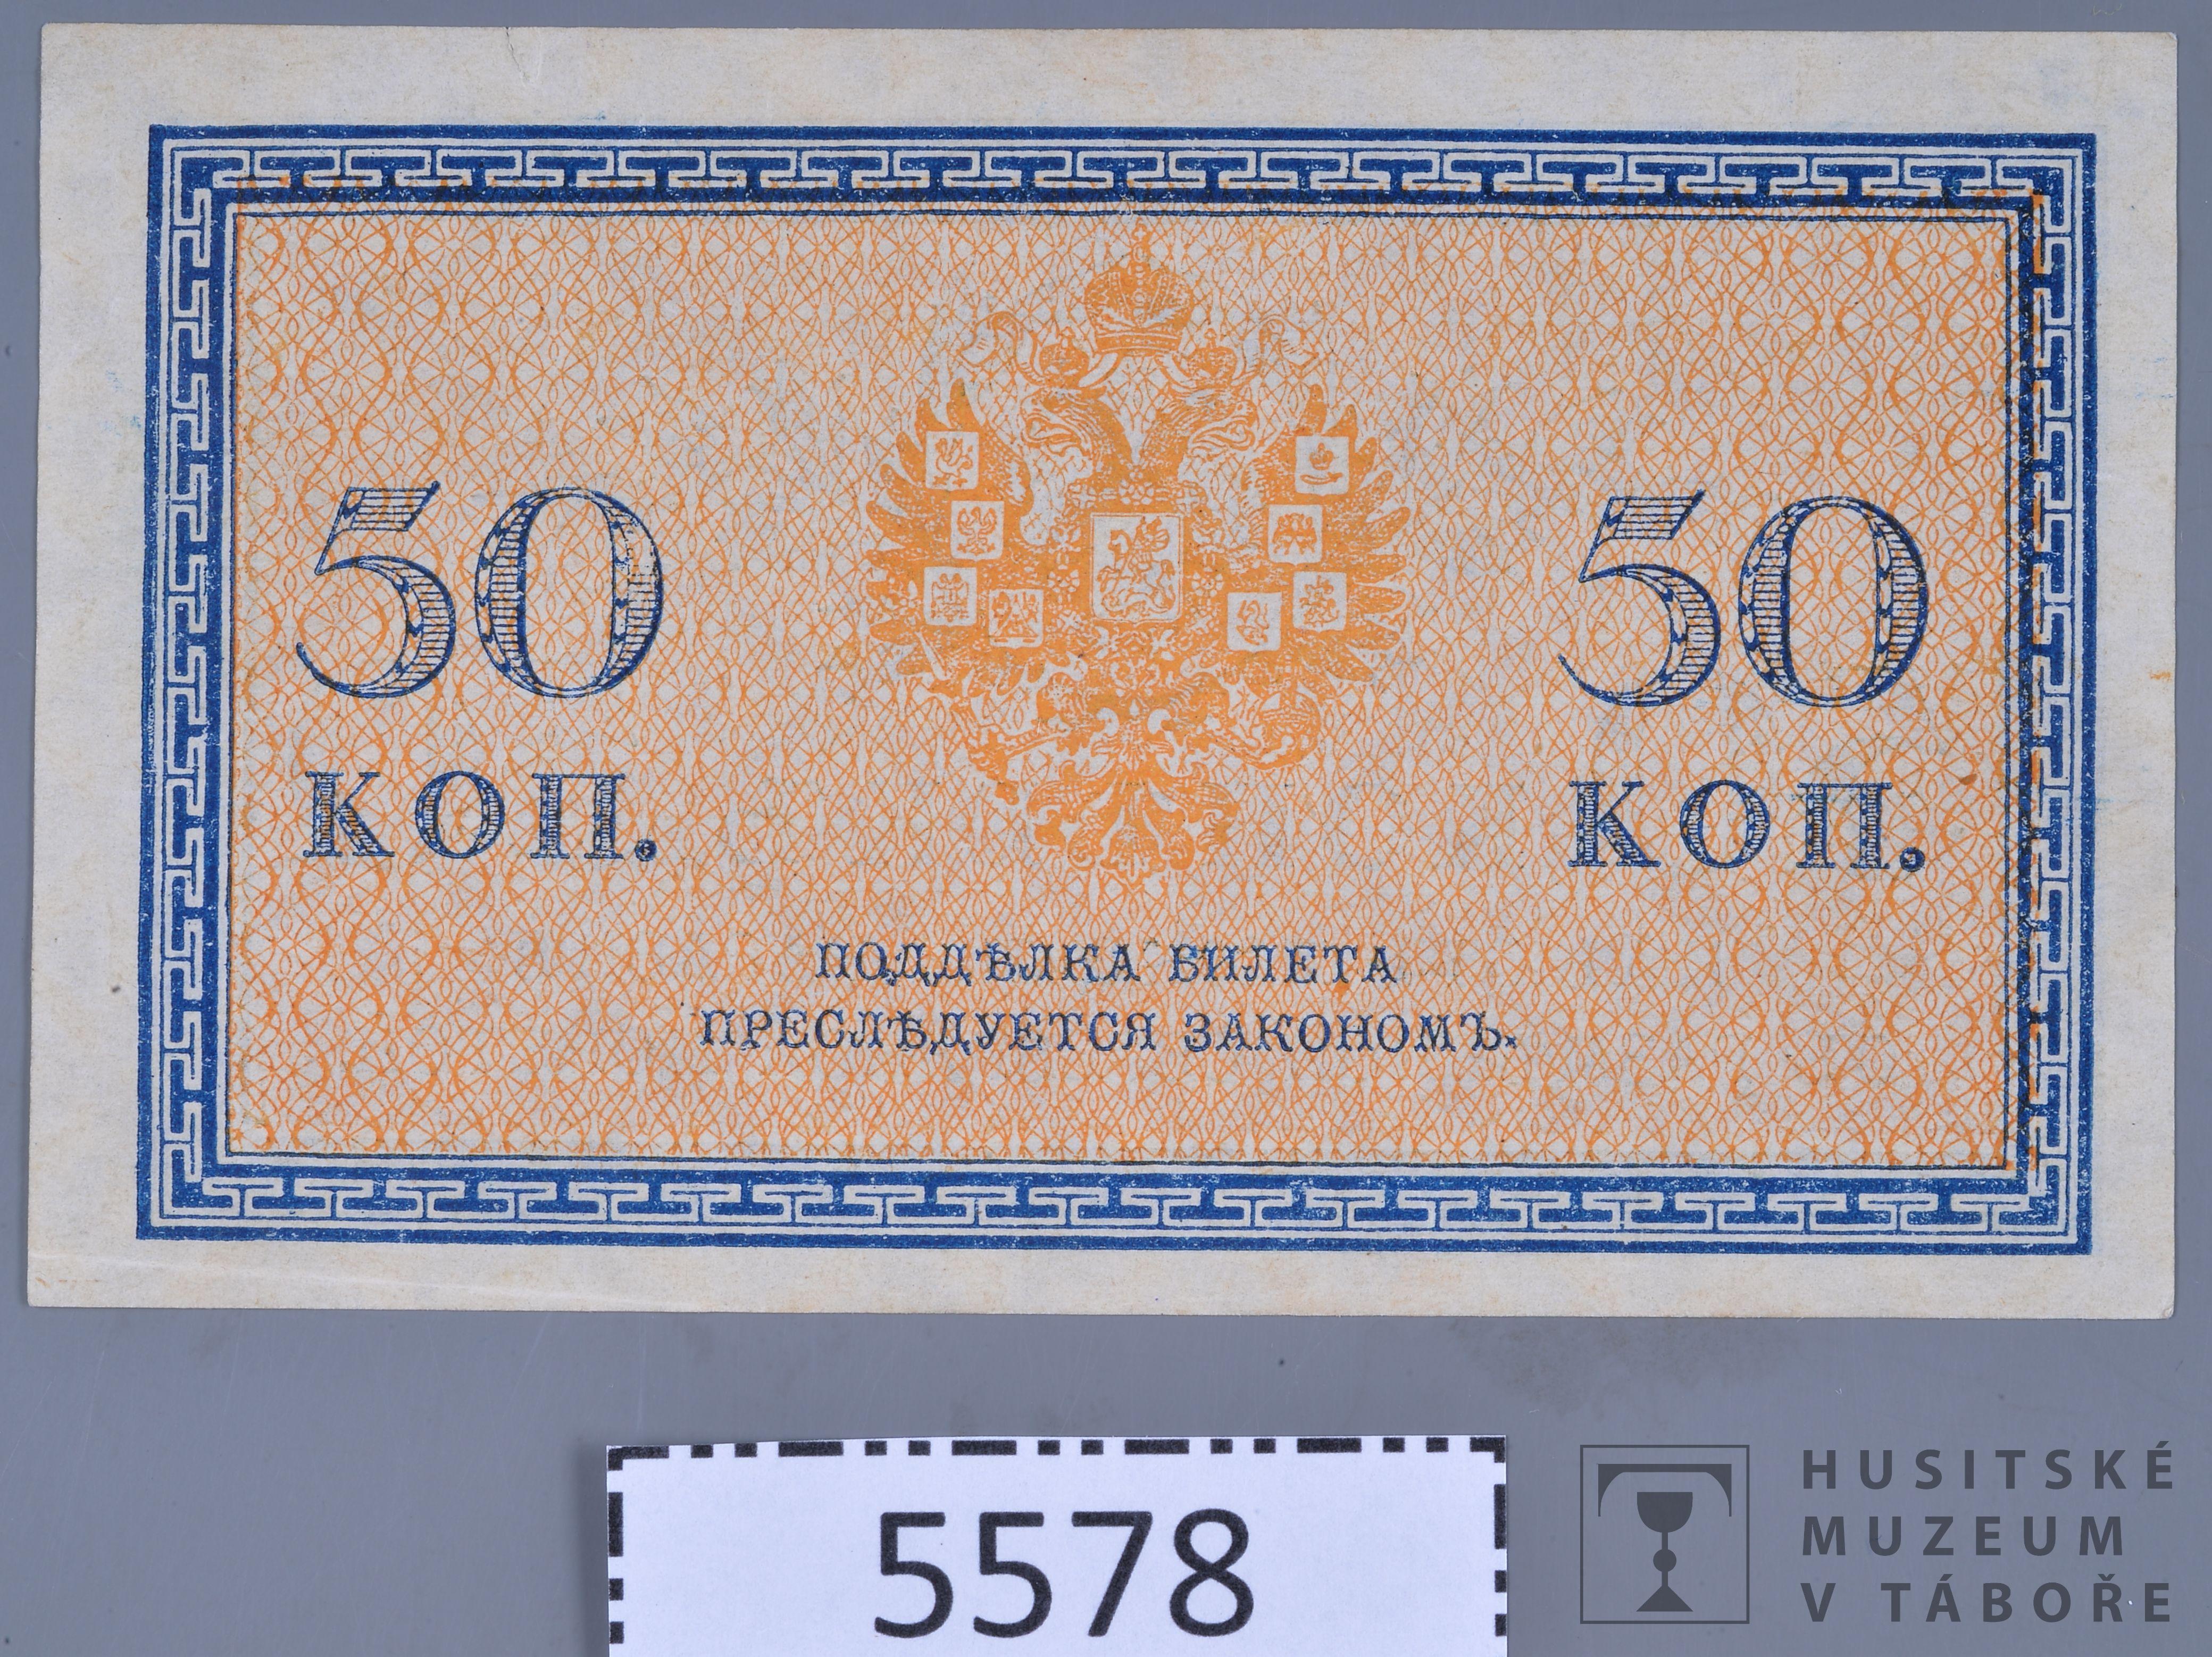 50
КОП.
50
КОП.
ПОДДѢЛКА БИЛЕТА
ПРЕСЛѢДУЕТСЯ ЗАКОНОМЪ.
5578
HUSITSKÉ
MUZEUM
V TÁBOŘE